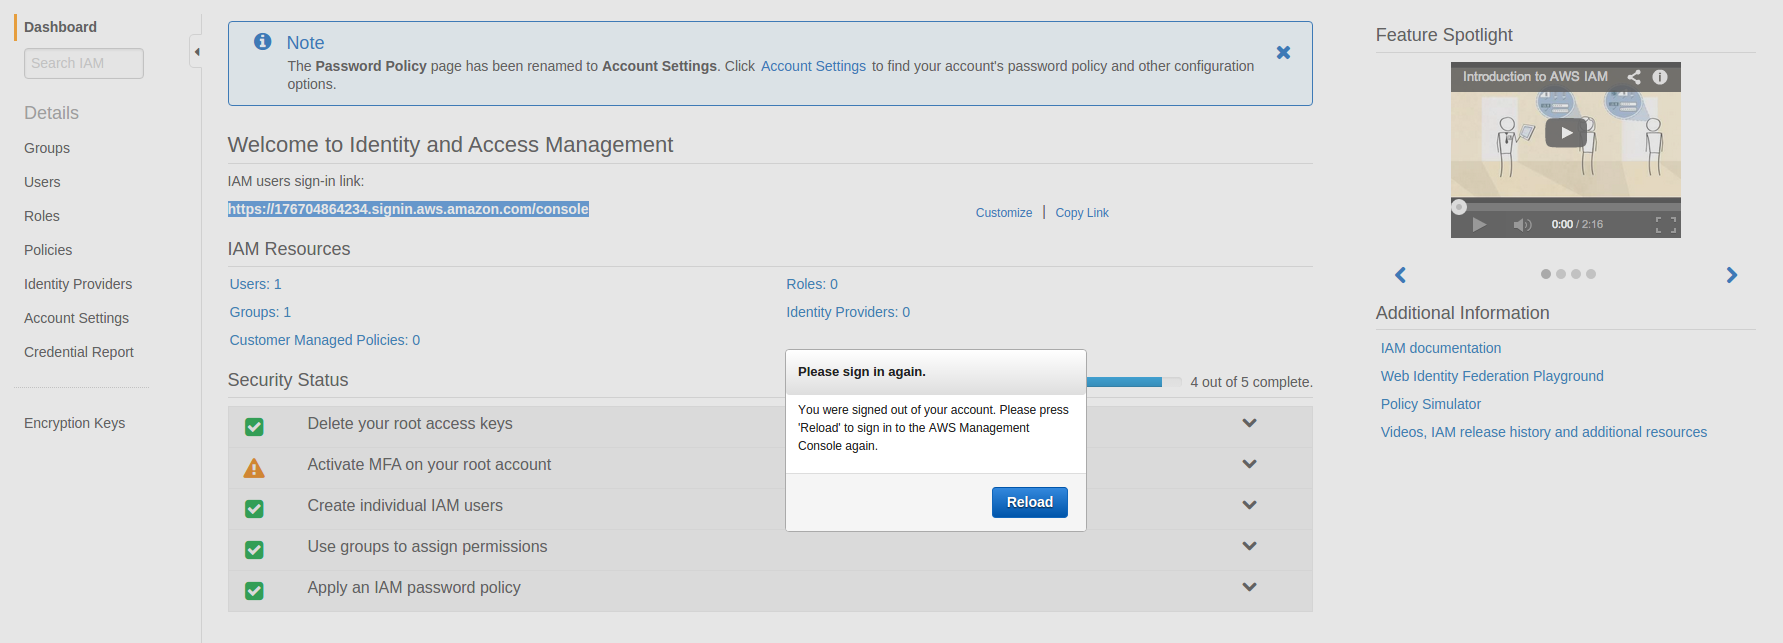 Dashboard
Search IAM
Details
Groups
Users
Roles
Policies
Identity Providers
Account Settings
Credential Report
Encryption Keys
Note
The Password Policy page has been renamed to Account Settings. Click Account Settings to find your account's password policy and other configuration
options.
Welcome to Identity and Access Management
IAM users sign-in link:
https://176704864234.signin.aws.amazon.com/console
Customize | Copy Link
IAM Resources
Users: 1
Roles: 0
Groups: 1
Identity Providers: 0
Customer Managed Policies: 0
Security Status
4 out of 5 complete.
Delete your root access keys
Activate MFA on your root account
Create individual IAM users
Use groups to assign permissions
Apply an IAM password policy
Please sign in again.
You were signed out of your account. Please press
'Reload' to sign in to the AWS Management
Console again.
Reload
Feature Spotlight
Introduction to AWS IAM
0:00 / 2:16
Additional Information
IAM documentation
Web Identity Federation Playground
Policy Simulator
Videos, IAM release history and additional resources